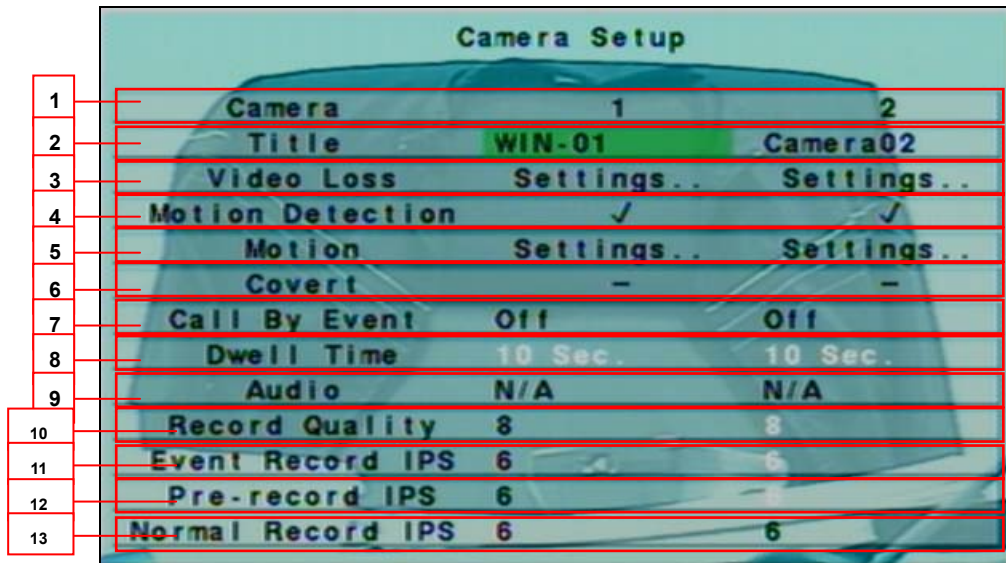 Camera Setup
1 Camera 1 2
2 Title WIN-01 Camera02
3 Video Loss Settings.. Settings..
4 Motion Detection ✓ ✓
5 Motion Settings.. Settings..
6 Covert – –
7 Call By Event Off Off
8 Dwell Time 10 Sec. 10 Sec.
9 Audio N/A N/A
10 Record Quality 8 8
11 Event Record IPS 6 6
12 Pre-record IPS 6
13 Normal Record IPS 6 6